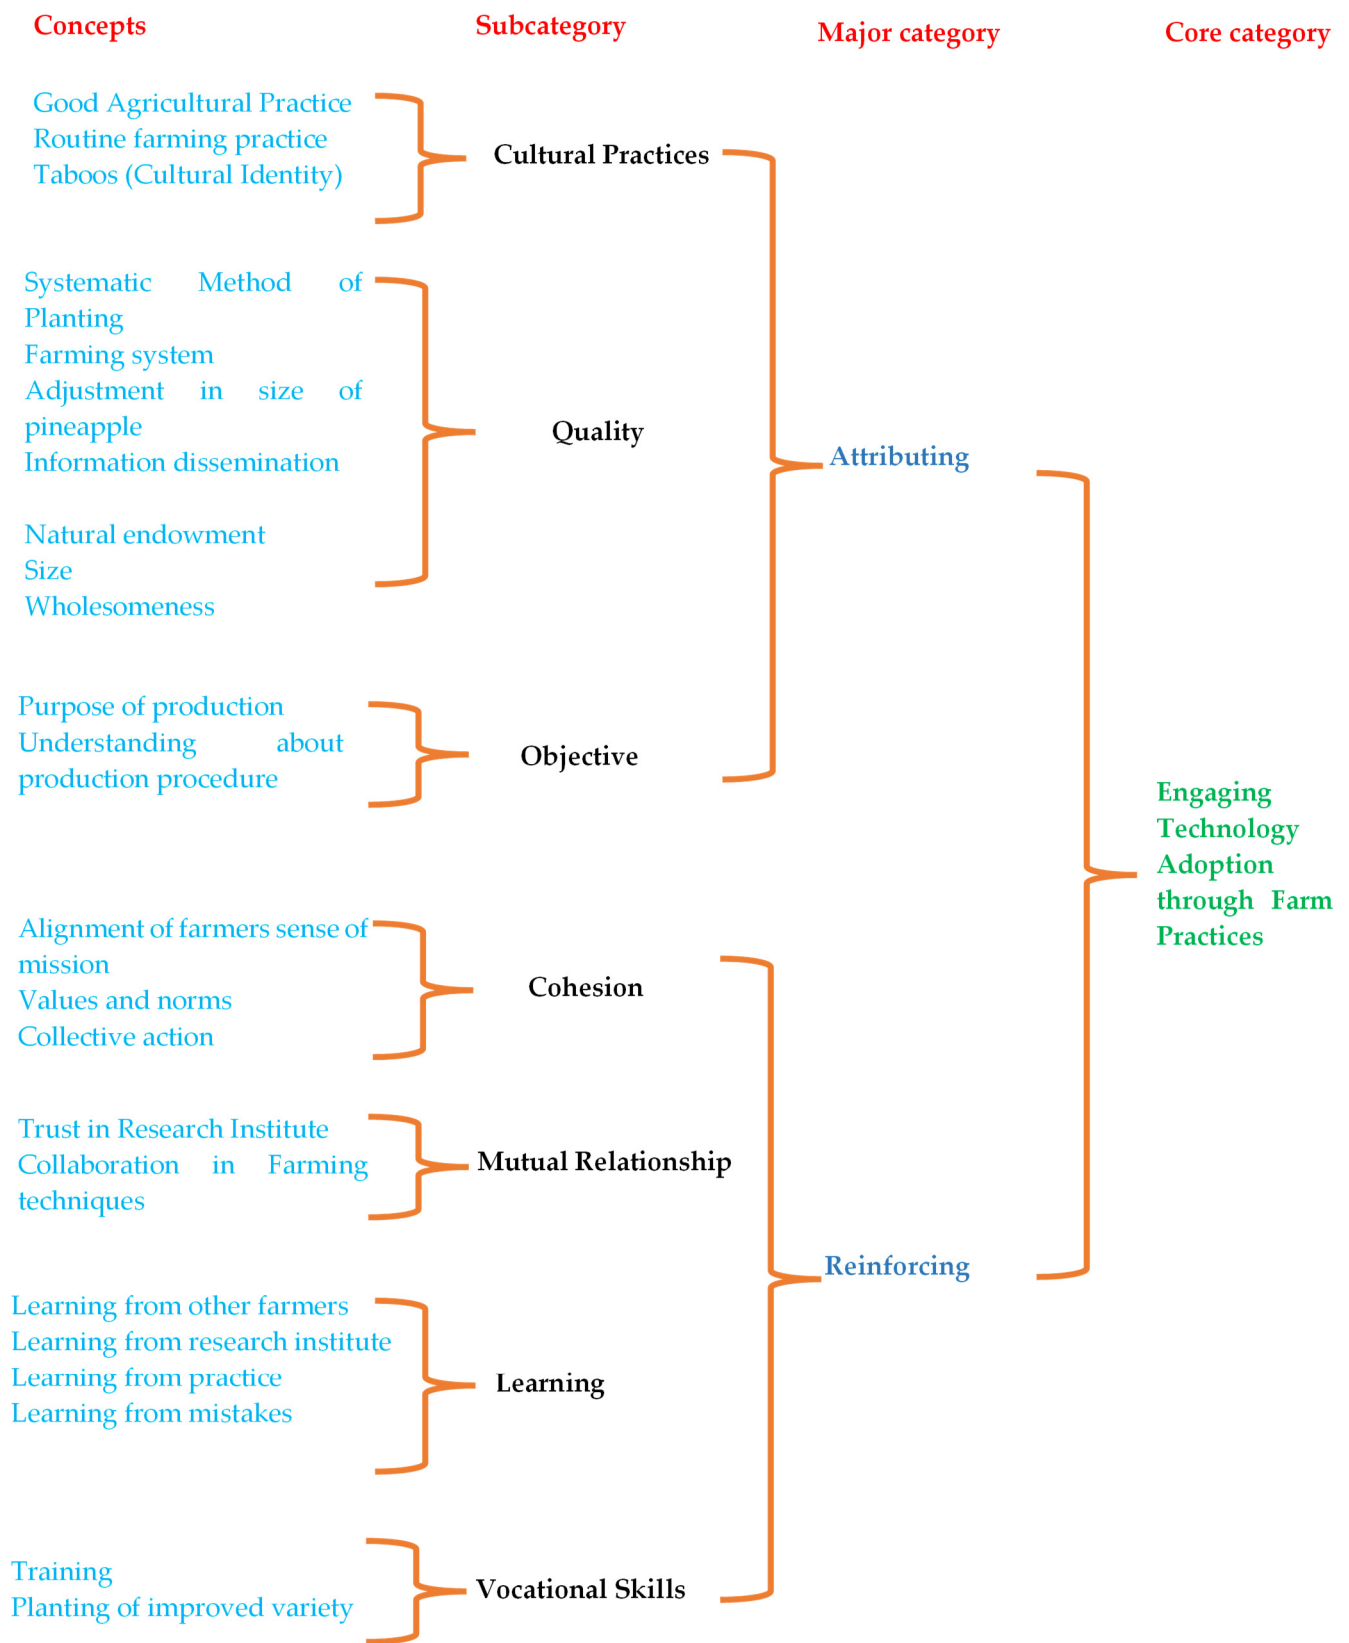 Concepts
Subcategory
Major category
Core category
Good Agricultural Practice
Routine farming practice
Taboos (Cultural Identity)
Cultural Practices
Systematic Method of
Planting
Farming system
Adjustment in size of
pineapple
Information dissemination
Natural endowment
Size
Wholesomeness
Quality
Purpose of production
Understanding about
production procedure
Objective
Attributing
Alignment of farmers sense of
mission
Values and norms
Collective action
Cohesion
Trust in Research Institute
Collaboration in Farming
techniques
Mutual Relationship
Learning from other farmers
Learning from research institute
Learning from practice
Learning from mistakes
Learning
Training
Planting of improved variety
Vocational Skills
Reinforcing
Engaging
Technology
Adoption
through Farm
Practices